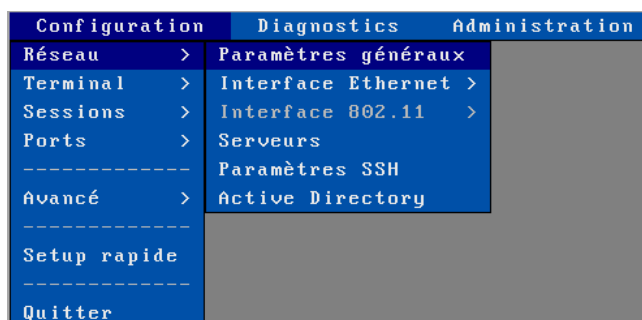 Configuration Diagnostics Administration
Réseau > Paramètres généraux
Terminal > Interface Ethernet >
Sessions > Interface 802.11 >
Ports > Serveurs
------------- Paramètres SSH
Avancé > Active Directory
-------------
Setup rapide
-------------
Quitter